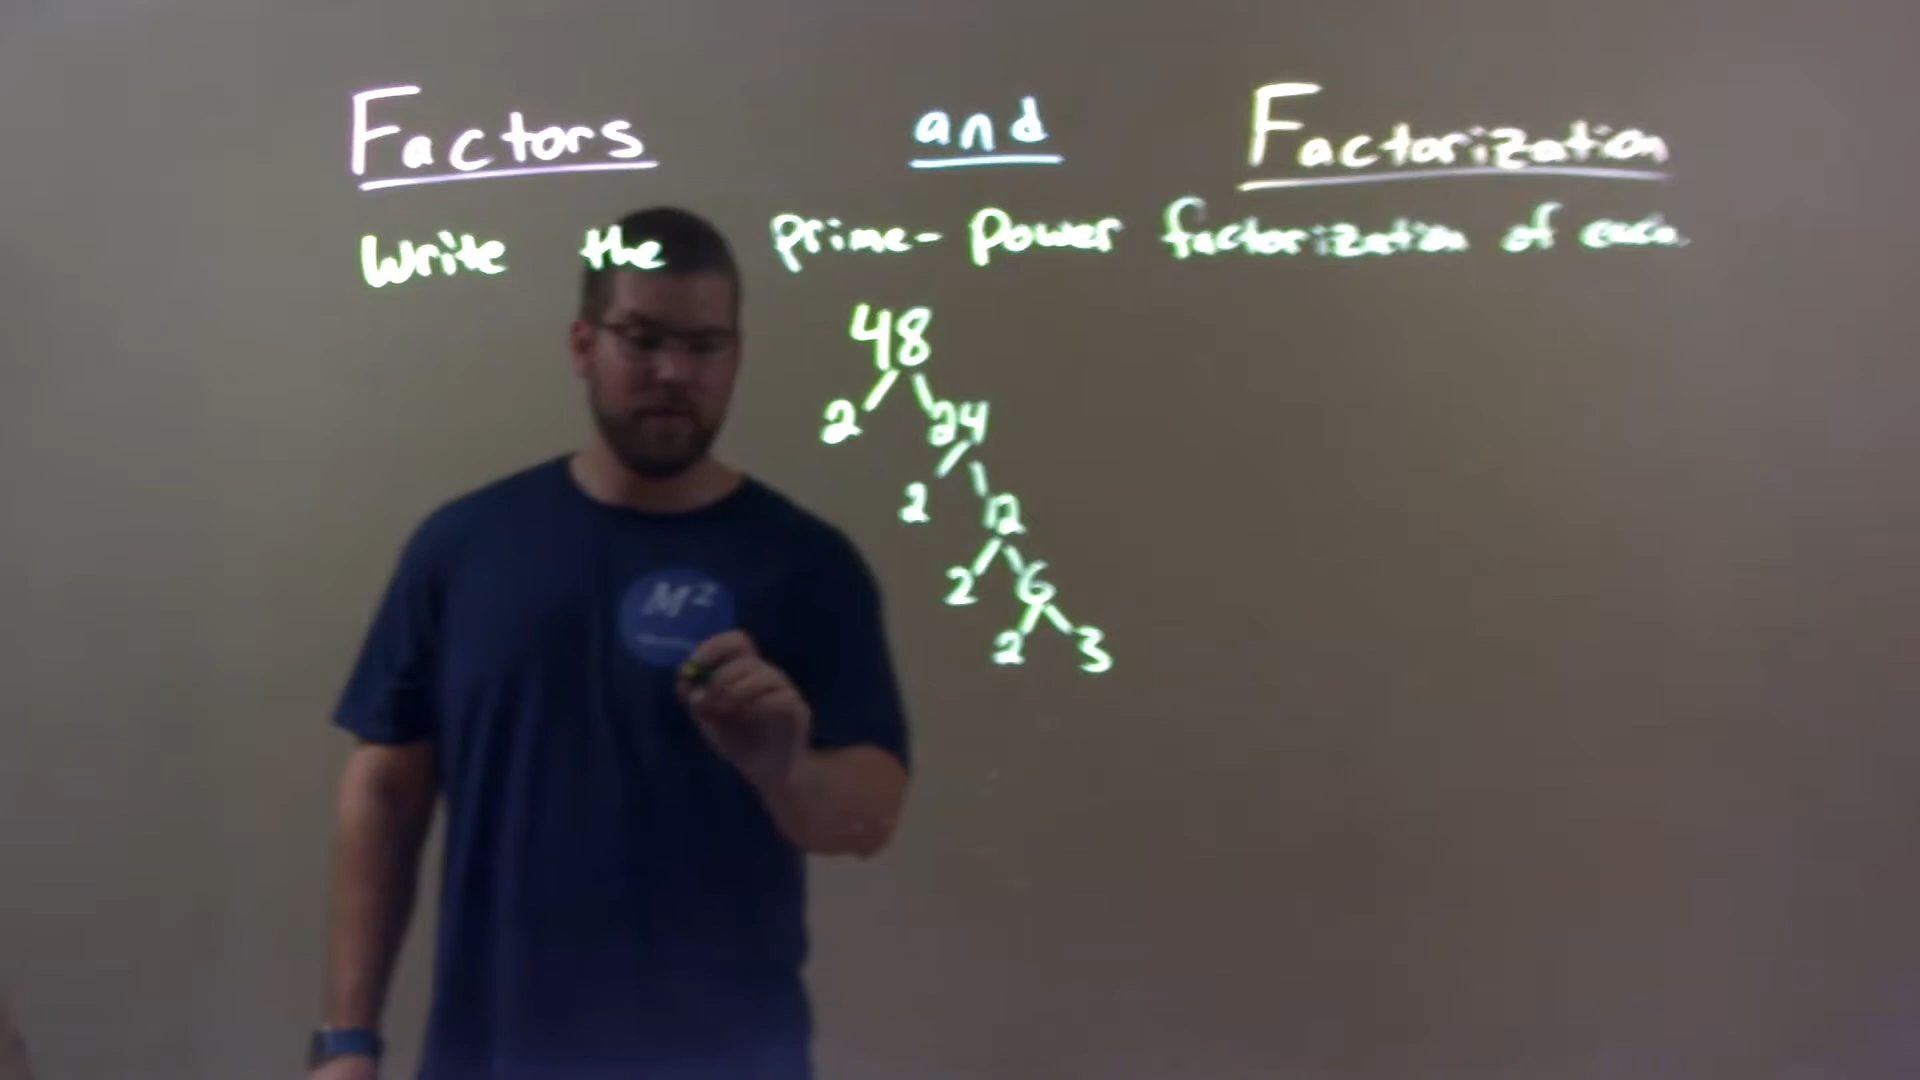 Factors and Factorization
Write the prime-power factorization of each.
48
2 24
2 12
2 6
2 3
M²